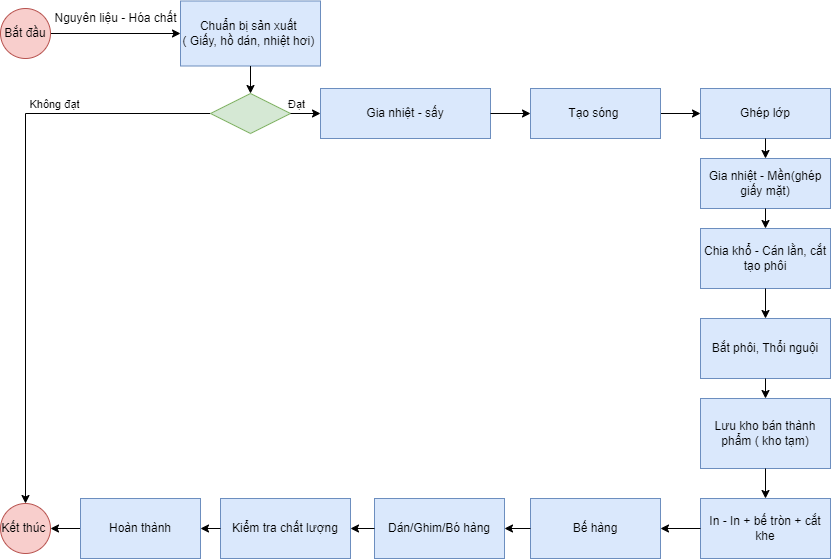 Bắt đầu
Nguyên liệu - Hóa chất
Chuẩn bị sản xuất
( Giấy, hồ dán, nhiệt hơi)
Không đạt
Đạt
Gia nhiệt - sấy
Tạo sóng
Ghép lớp
Gia nhiệt - Mền(ghép
giấy mặt)
Chia khổ - Cán lằn, cắt
tạo phôi
Bắt phôi, Thổi nguội
Lưu kho bán thành
phẩm ( kho tạm)
In - In + bế tròn + cắt
khe
Bế hàng
Dán/Ghim/Bó hàng
Kiểm tra chất lượng
Hoàn thành
Kết thúc